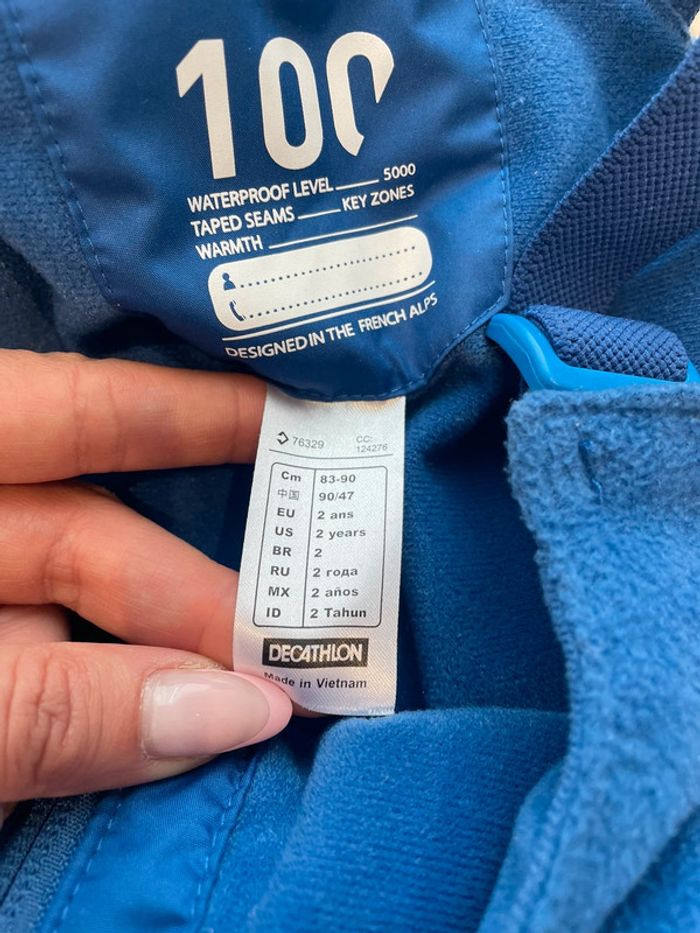 100
WATERPROOF LEVEL 5000
TAPED SEAMS KEY ZONES
WARMTH
DESIGNED IN THE FRENCH ALPS
76329 CC: 124276
Cm 83-90
中国 90/47
EU 2 ans
US 2 years
BR 2
RU 2 года
MX 2 años
ID 2 Tahun
DECATHLON
Made in Vietnam